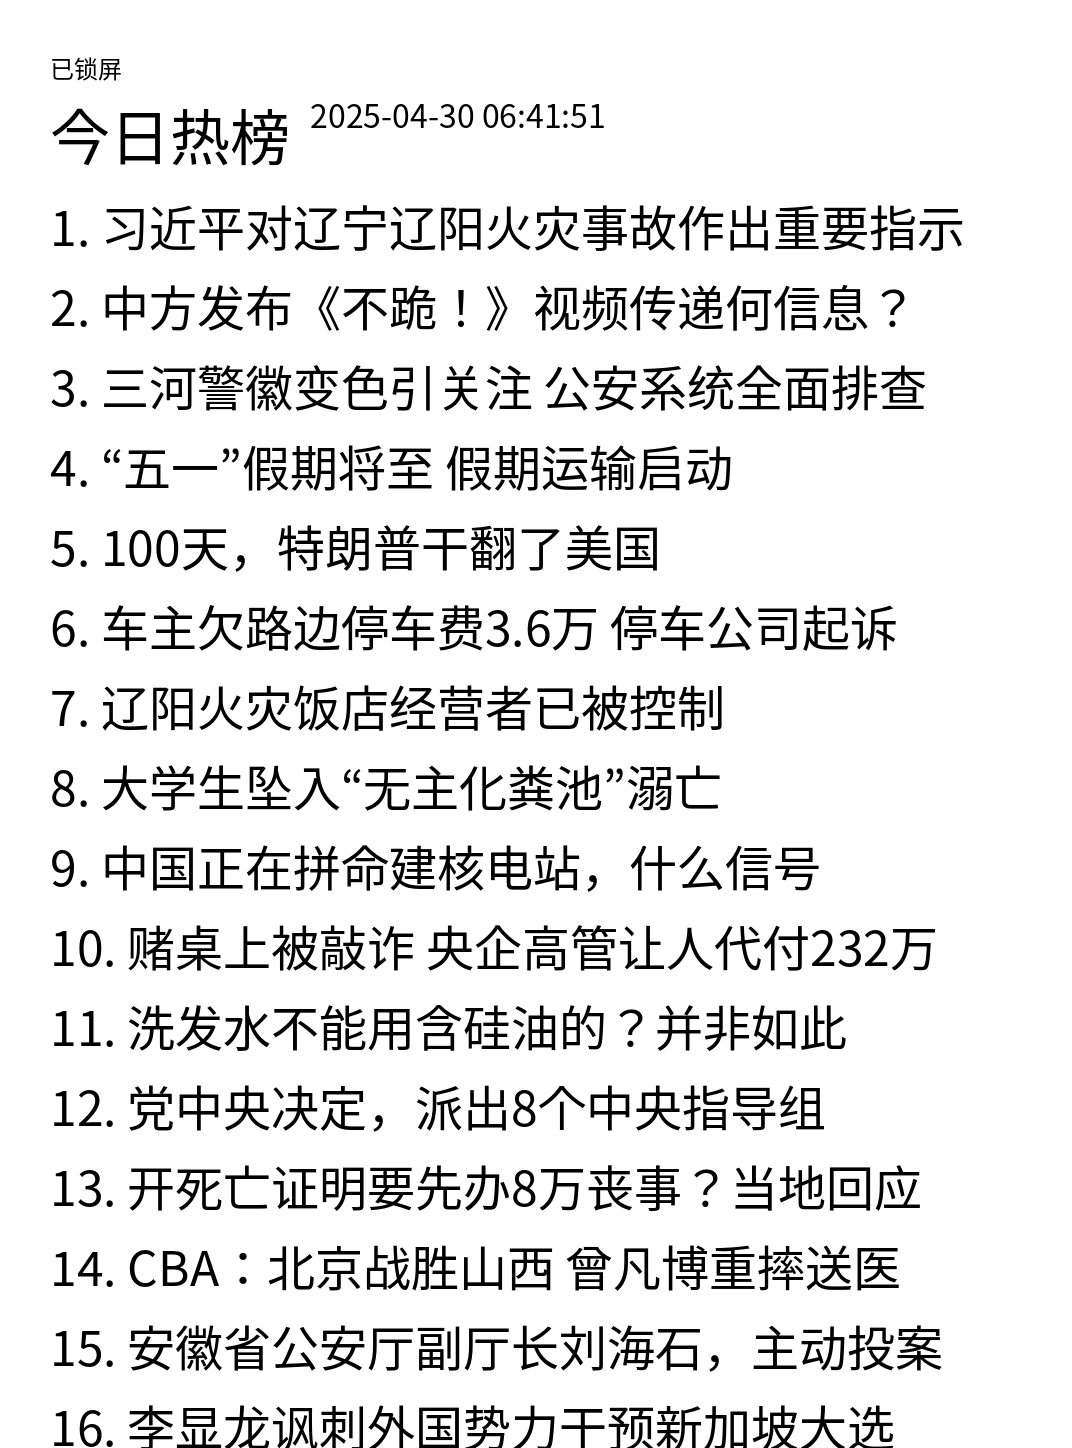 已锁屏
今日热榜 2025-04-30 06:41:51
1. 习近平对辽宁辽阳火灾事故作出重要指示
2. 中方发布《不跪！》视频传递何信息？
3. 三河警徽变色引关注 公安系统全面排查
4. “五一”假期将至 假期运输启动
5. 100天，特朗普干翻了美国
6. 车主欠路边停车费3.6万 停车公司起诉
7. 辽阳火灾饭店经营者已被控制
8. 大学生坠入“无主化粪池”溺亡
9. 中国正在拼命建核电站，什么信号
10. 赌桌上被敲诈 央企高管让人代付232万
11. 洗发水不能用含硅油的？并非如此
12. 党中央决定，派出8个中央指导组
13. 开死亡证明要先办8万丧事？当地回应
14. CBA：北京战胜山西 曾凡博重摔送医
15. 安徽省公安厅副厅长刘海石，主动投案
16. 李显龙讽刺外国势力干预新加坡大选